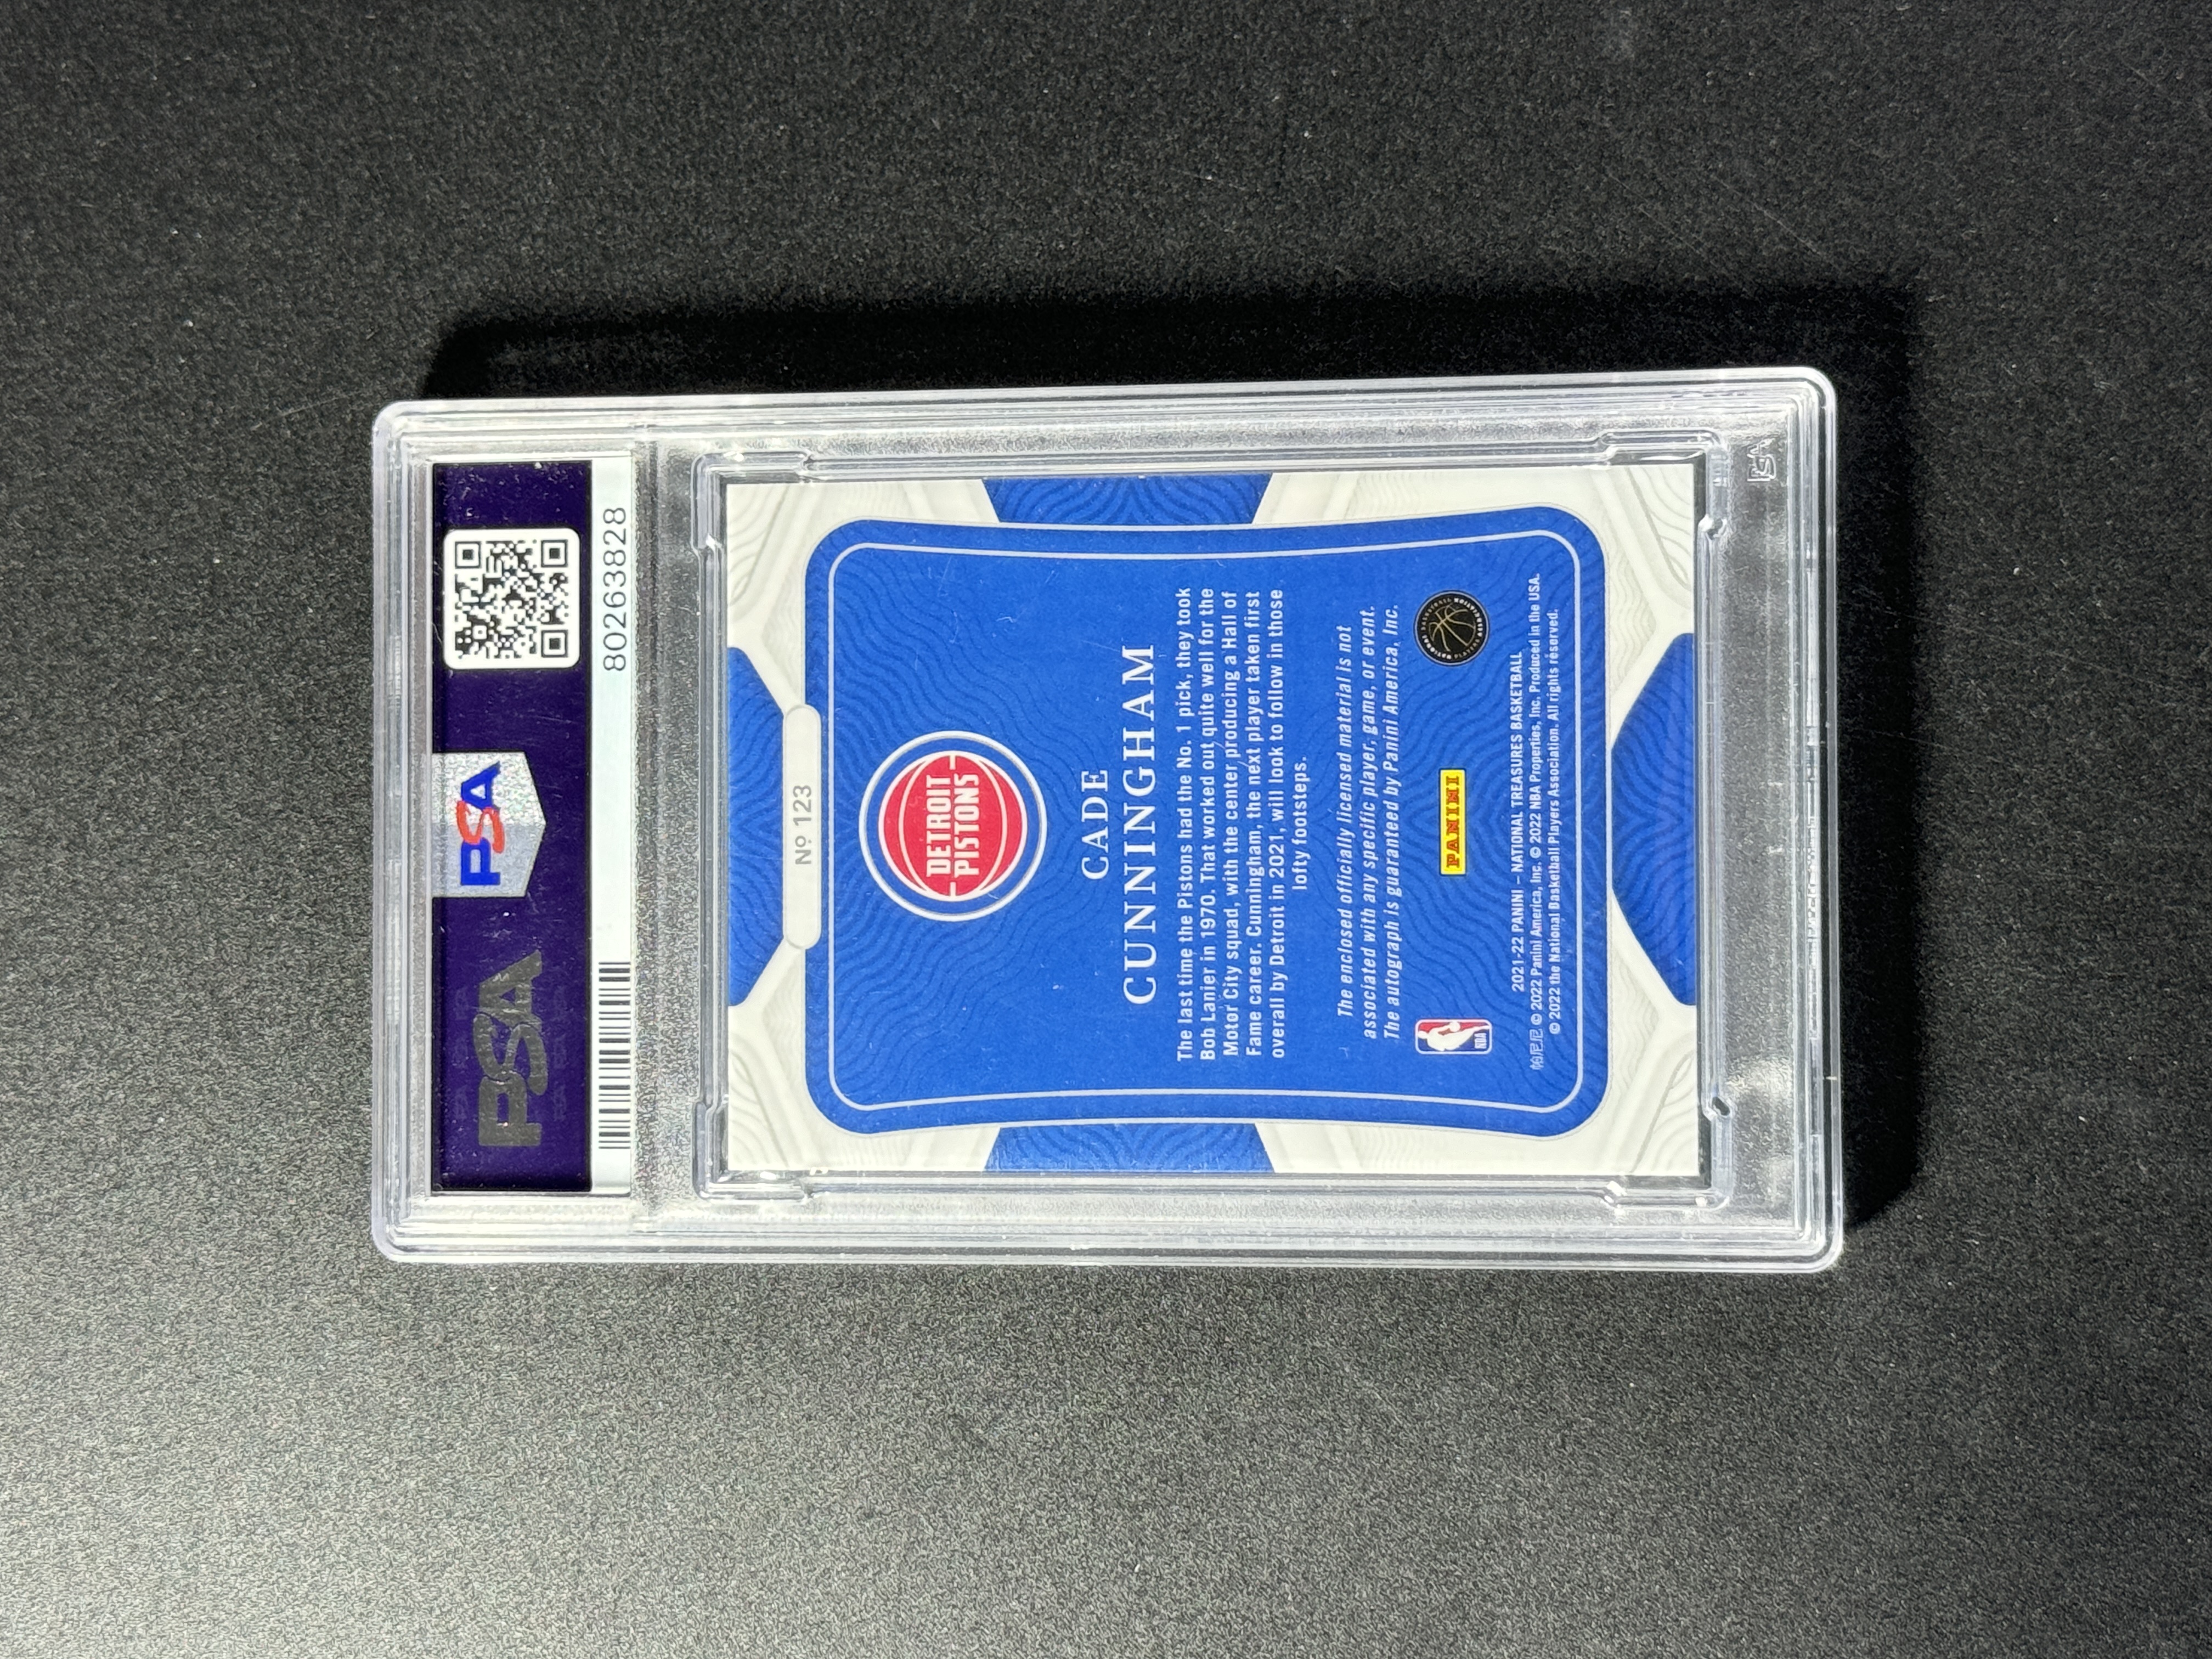 PSA
PSA
80263828
Nº 123
DETROIT
PISTONS
CADE
CUNNINGHAM
The last time the Pistons had the No. 1 pick, they took
Bob Lanier in 1970. That worked out quite well for the
Motor City squad, with the center producing a Hall of
Fame career. Cunningham, the next player taken first
overall by Detroit in 2021, will look to follow in those
lofty footsteps.
The enclosed officially licensed material is not
associated with any specific player, game, or event.
The autograph is guaranteed by Panini America, Inc.
NBA
PANINI
2021-22 PANINI – NATIONAL TREASURES BASKETBALL
帕尼尼 © 2022 Panini America, Inc. © 2022 NBA Properties, Inc. Produced in the USA.
© 2022 the National Basketball Players Association. All rights reserved.
PSA